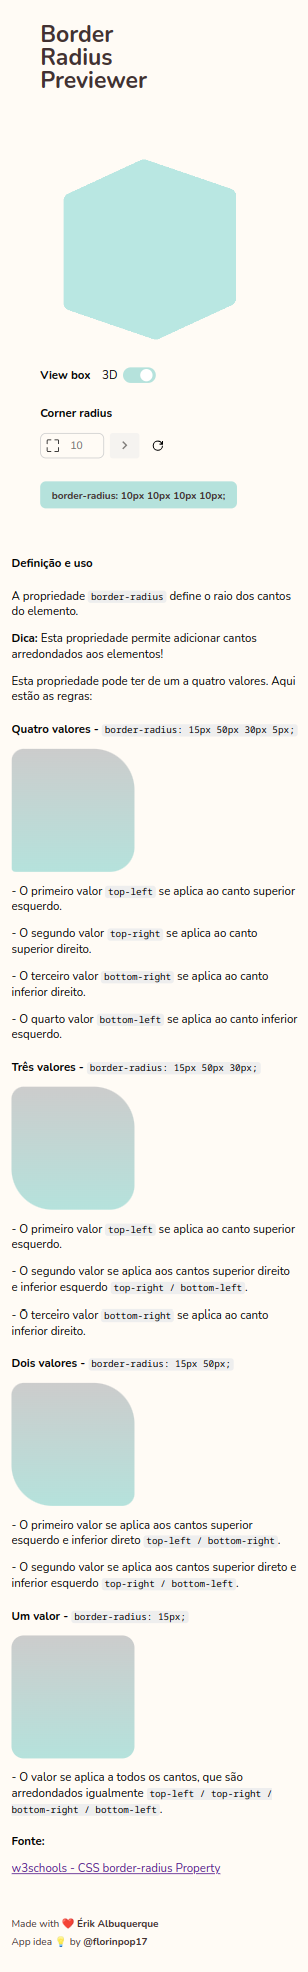 Border
Radius
Previewer
View box 3D
Corner radius
10
border-radius: 10px 10px 10px 10px;
Definição e uso
A propriedade border-radius define o raio dos cantos
do elemento.
Dica: Esta propriedade permite adicionar cantos
arredondados aos elementos!
Esta propriedade pode ter de um a quatro valores. Aqui
estão as regras:
Quatro valores - border-radius: 15px 50px 30px 5px;
- O primeiro valor top-left se aplica ao canto superior
esquerdo.
- O segundo valor top-right se aplica ao canto
superior direito.
- O terceiro valor bottom-right se aplica ao canto
inferior direito.
- O quarto valor bottom-left se aplica ao canto inferior
esquerdo.
Três valores - border-radius: 15px 50px 30px;
- O primeiro valor top-left se aplica ao canto superior
esquerdo.
- O segundo valor se aplica aos cantos superior direito
e inferior esquerdo top-right / bottom-left.
- O terceiro valor bottom-right se aplica ao canto
inferior direito.
Dois valores - border-radius: 15px 50px;
- O primeiro valor se aplica aos cantos superior
esquerdo e inferior direto top-left / bottom-right.
- O segundo valor se aplica aos cantos superior direto e
inferior esquerdo top-right / bottom-left.
Um valor - border-radius: 15px;
- O valor se aplica a todos os cantos, que são
arredondados igualmente top-left / top-right /
bottom-right / bottom-left.
Fonte:
w3schools - CSS border-radius Property
Made with ❤️ Érik Albuquerque
App idea 💡 by @florinpop17